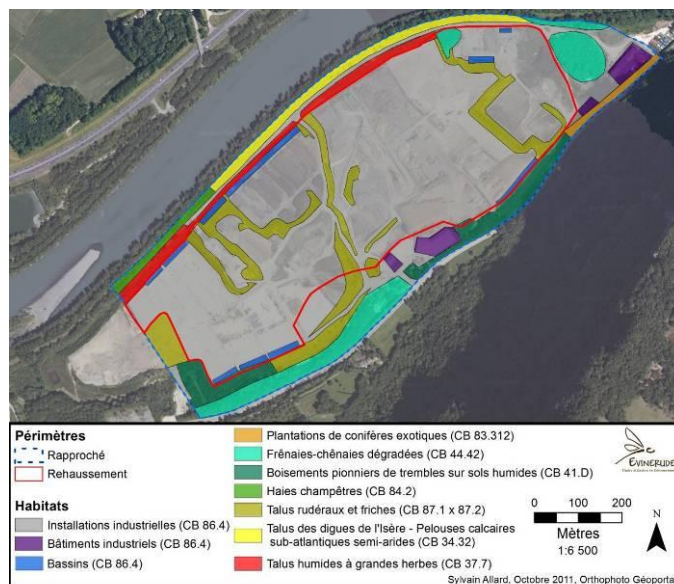 Périmètres
Rapproché
Rehaussement
Habitats
Installations industrielles (CB 86.4)
Bâtiments industriels (CB 86.4)
Bassins (CB 86.4)
Plantations de conifères exotiques (CB 83.312)
Frênaies-chênaies dégradées (CB 44.42)
Boisements pionniers de trembles sur sols humides (CB 41.D)
Haies champêtres (CB 84.2)
Talus rudéraux et friches (CB 87.1 x 87.2)
Talus des digues de l'Isère - Pelouses calcaires
sub-atlantiques semi-arides (CB 34.32)
Talus humides à grandes herbes (CB 37.7)
EVINERUDE
0 100 200
Mètres
1:6 500
N
Sylvain Allard, Octobre 2011, Orthophoto Géoporta